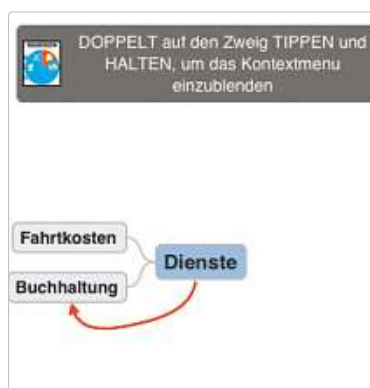 DOPPELT auf den Zweig TIPPEN und
HALTEN, um das Kontextmenu
einzublenden
Fahrtkosten
Dienste
Buchhaltung